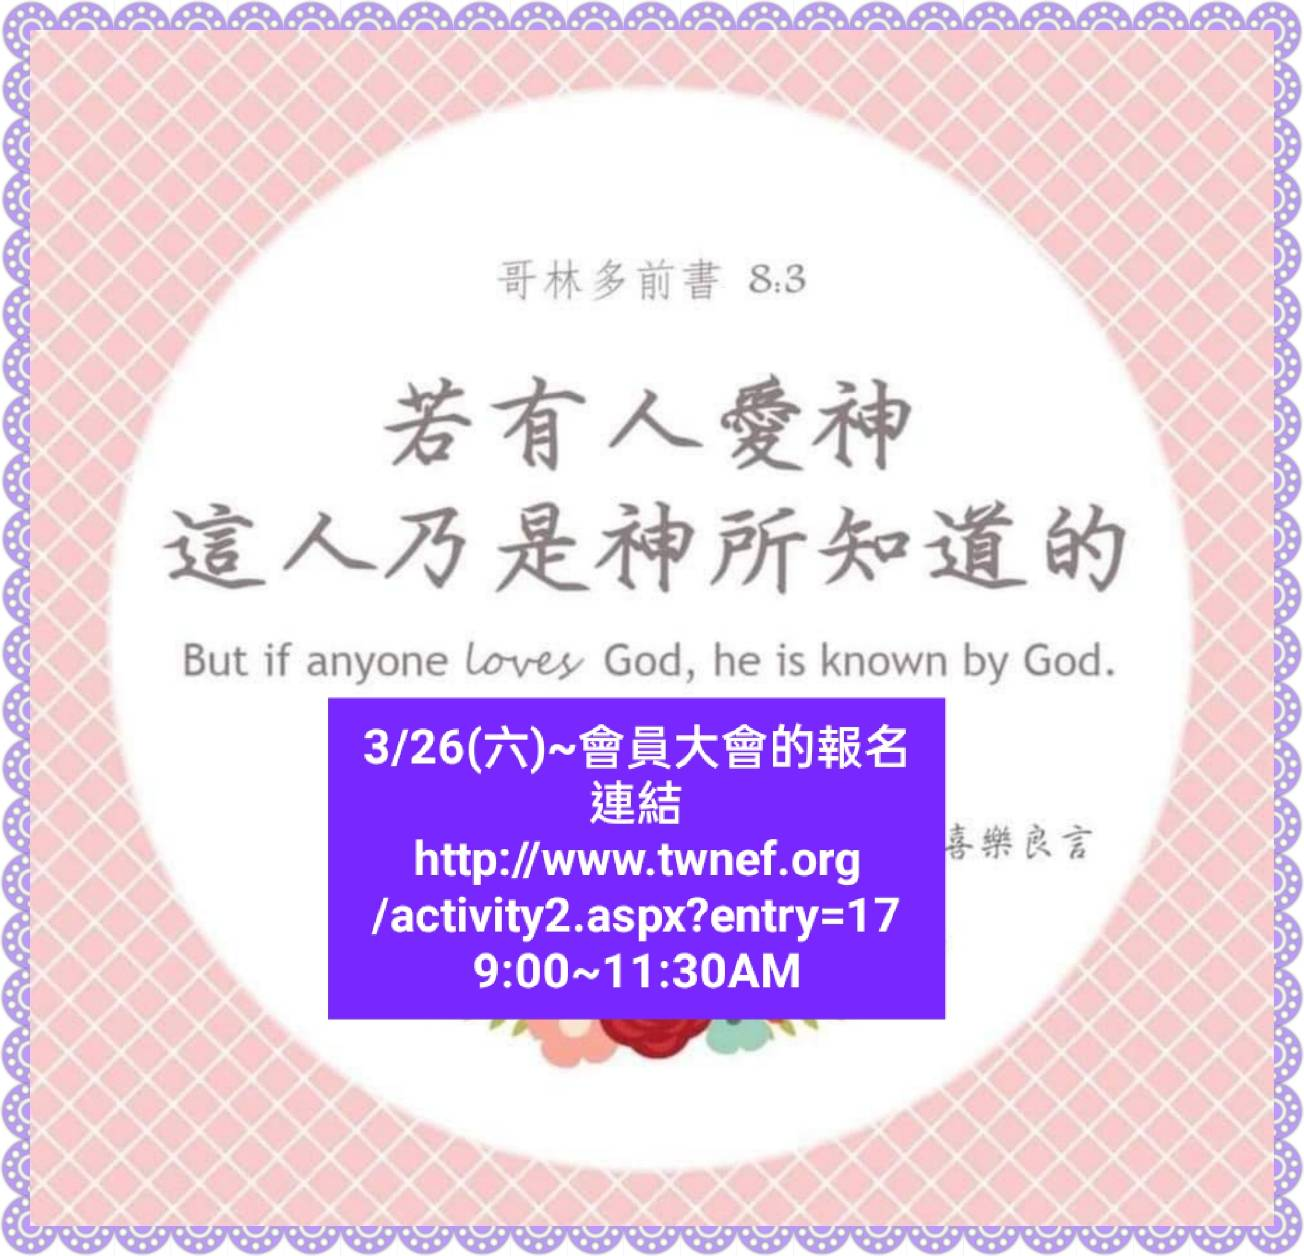 哥林多前書 8:3
若有人愛神
這人乃是神所知道的
But if anyone loves God, he is known by God.
3/26(六)~會員大會的報名
連結
http://www.twnef.org
/activity2.aspx?entry=17
9:00~11:30AM
喜樂良言